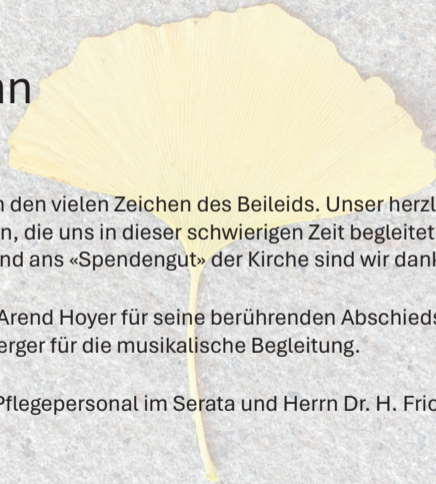 nn
n den vielen Zeichen des Beileids. Unser herzl
n, die uns in dieser schwierigen Zeit begleitet
nd ans «Spendengut» der Kirche sind wir dank
Arend Hoyer für seine berührenden Abschieds
erger für die musikalische Begleitung.
Pflegepersonal im Serata und Herrn Dr. H. Fric